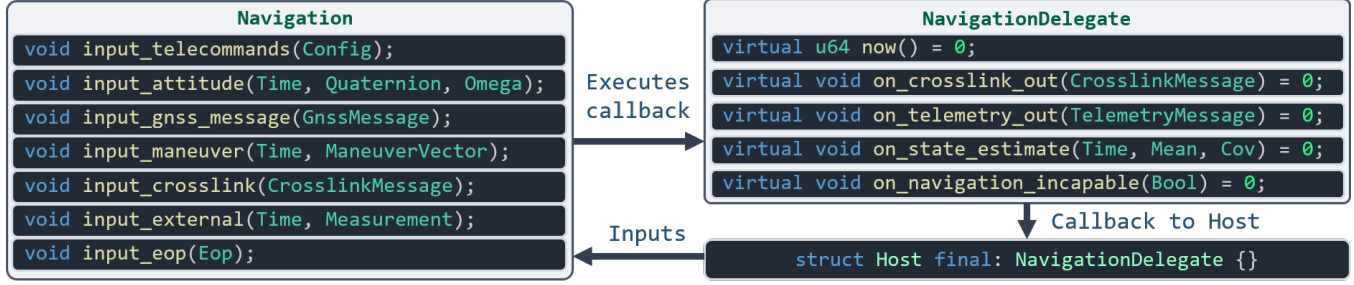 Navigation
void input_telecommands(Config);
void input_attitude(Time, Quaternion, Omega);
void input_gnss_message(GnssMessage);
void input_maneuver(Time, ManeuverVector);
void input_crosslink(CrosslinkMessage);
void input_external(Time, Measurement);
void input_eop(Eop);
Executes
callback
Inputs
NavigationDelegate
virtual u64 now() = 0;
virtual void on_crosslink_out(CrosslinkMessage) = 0;
virtual void on_telemetry_out(TelemetryMessage) = 0;
virtual void on_state_estimate(Time, Mean, Cov) = 0;
virtual void on_navigation_incapable(Bool) = 0;
Callback to Host
struct Host final: NavigationDelegate {}